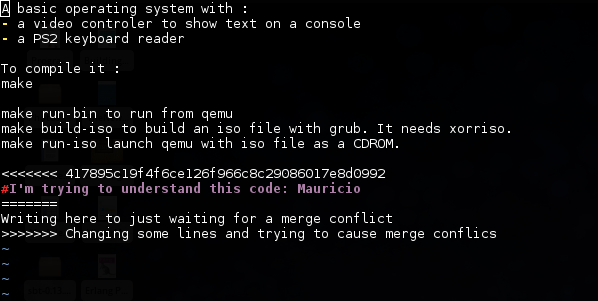 A basic operating system with :
- a video controler to show text on a console
- a PS2 keyboard reader
To compile it :
make
make run-bin to run from qemu
make build-iso to build an iso file with grub. It needs xorriso.
make run-iso launch qemu with iso file as a CDROM.
<<<<<<< 417895c19f4f6ce126f966c8c29086017e8d0992
#I'm trying to understand this code: Mauricio
=======
Writing here to just waiting for a merge conflict
>>>>>>> Changing some lines and trying to cause merge conflics
~
~
~
~